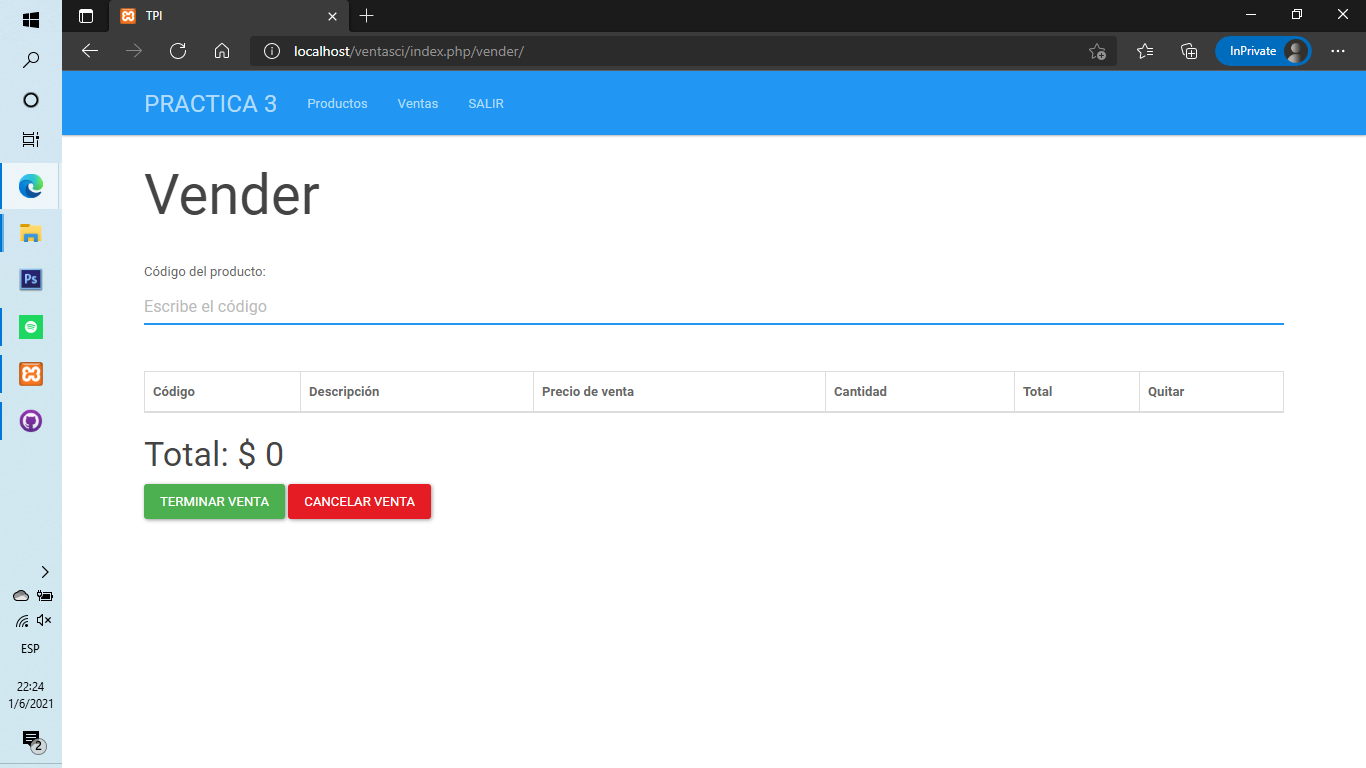 TPI
localhost/ventasci/index.php/vender/
InPrivate
PRACTICA 3 Productos Ventas SALIR
Vender
Código del producto:
Escribe el código
Código Descripción Precio de venta Cantidad Total Quitar
Total: $ 0
TERMINAR VENTA CANCELAR VENTA
Ps
ESP
22:24
1/6/2021
2